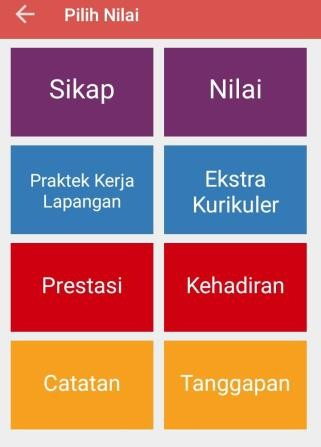 Pilih Nilai
Sikap
Nilai
Praktek Kerja
Lapangan
Ekstra
Kurikuler
Prestasi
Kehadiran
Catatan
Tanggapan